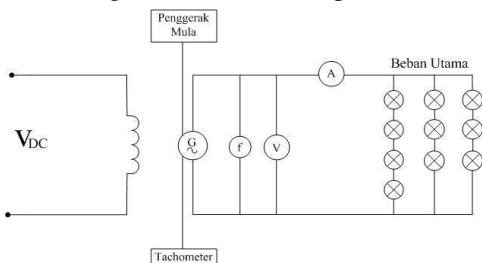 Penggerak
Mula
A
Beban Utama
VDC
G
f
V
Tachometer